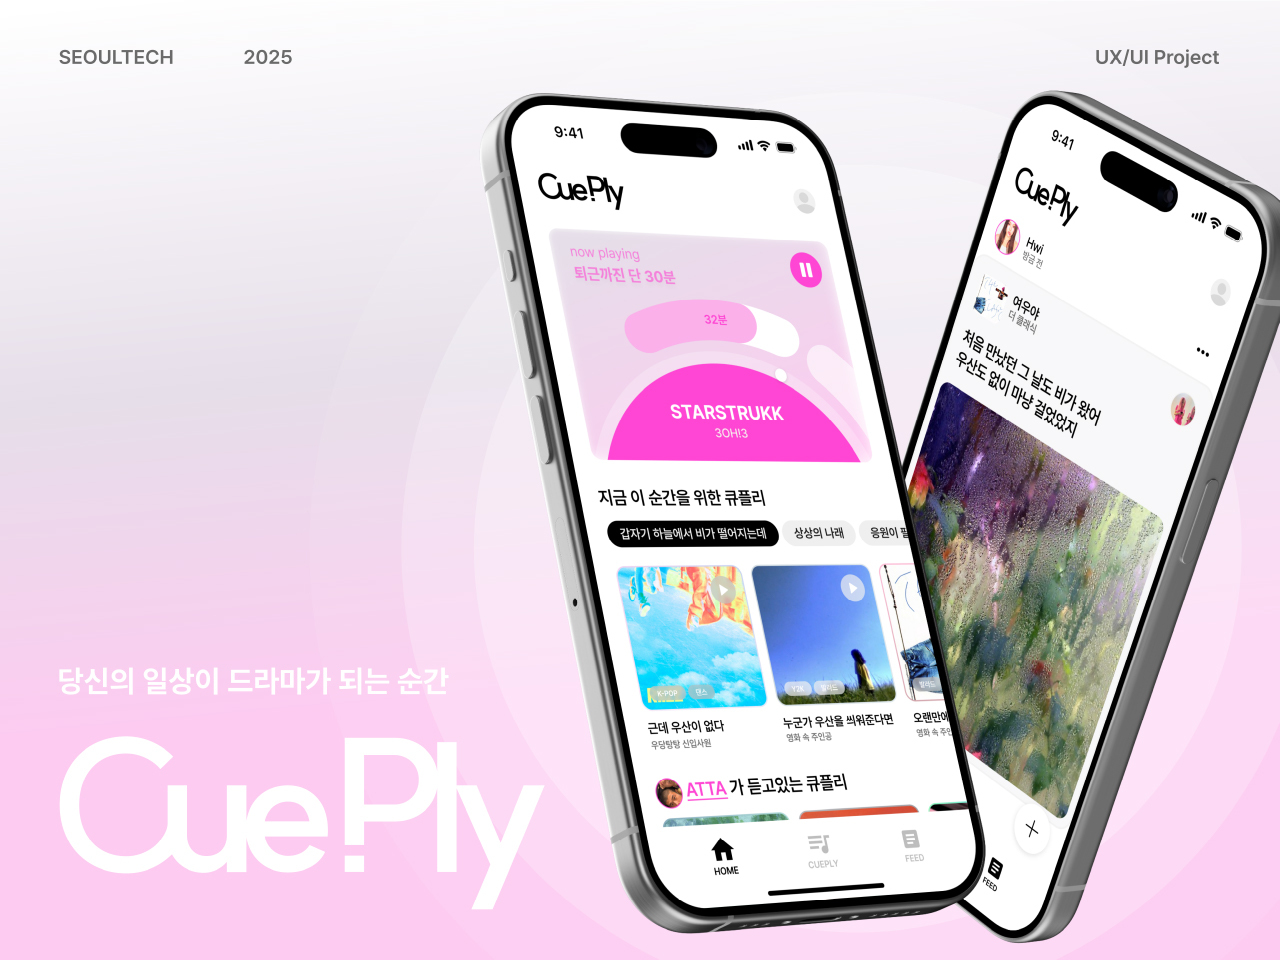 SEOULTECH
2025
UX/UI Project
9:41
CuePly
now playing
퇴근까진 단 30분
32분
STARSTRUKK
3OH!3
지금 이 순간을 위한 큐플리
갑자기 하늘에서 비가 떨어지는데
상상의 나래
응원이 필
K-POP
댄스
Y2K
발라드
발라드
근데 우산이 없다
우당탕탕 신입사원
누군가 우산을 씌워준다면
영화 속 주인공
오랜만에
영화 속 주인
ATTA 가 듣고있는 큐플리
HOME
CUEPLY
FEED
9:41
CuePly
Hwi
방금 전
여우야
더 클래식
처음 만났던 그 날도 비가 왔어
우산도 없이 마냥 걸었었지
FEED
당신의 일상이 드라마가 되는 순간
CuePly